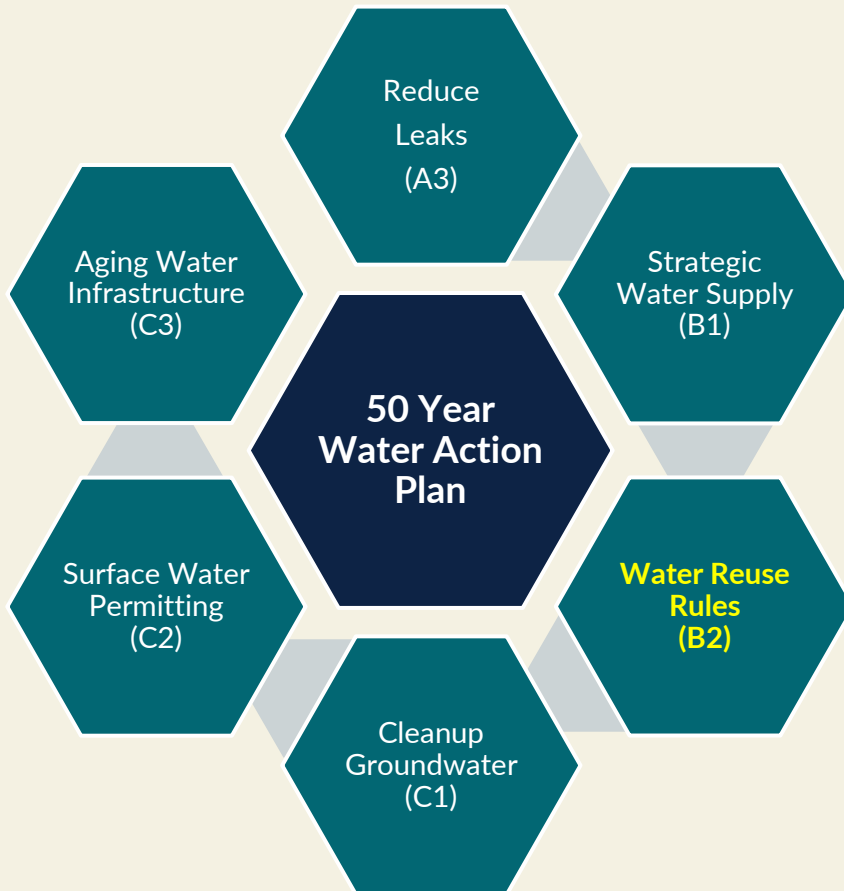 Reduce
Leaks
(A3)
Aging Water
Infrastructure
(C3)
Strategic
Water Supply
(B1)
50 Year
Water Action
Plan
Surface Water
Permitting
(C2)
Water Reuse
Rules
(B2)
Cleanup
Groundwater
(C1)